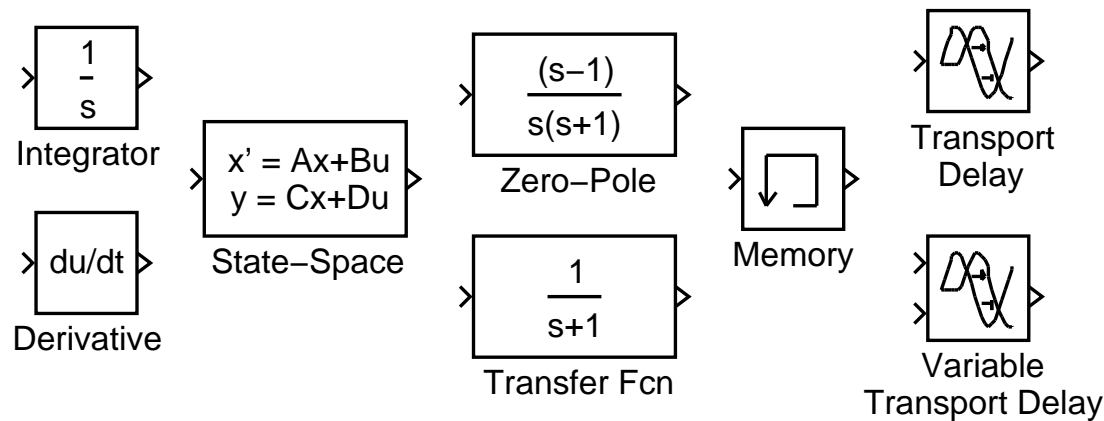 1
s
Integrator
du/dt
Derivative
x’ = Ax+Bu
y = Cx+Du
State−Space
(s−1)
s(s+1)
Zero−Pole
1
s+1
Transfer Fcn
Memory
Transport
Delay
Variable
Transport Delay